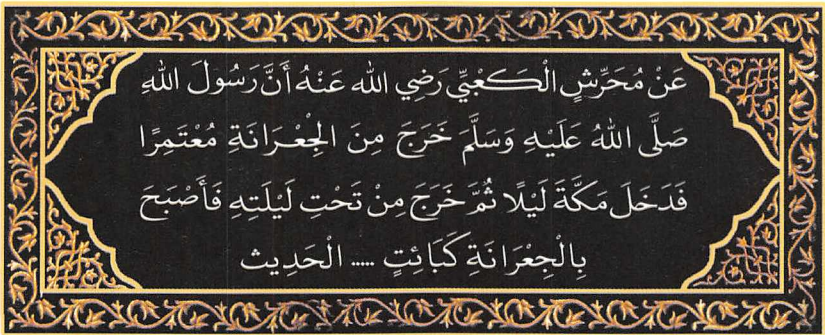 عَنْ مُحَرِّشٍ الْكَعْبِيِّ رَضِي الله عَنْهُ أَنَّ رَسُولَ اللهِ
صَلَّى اللهُ عَلَيْهِ وَسَلَّمَ خَرَجَ مِنَ الْجِعْرَانَةِ مُعْتَمِرًا
فَدَخَلَ مَكَّةَ لَيْلًا ثُمَّ خَرَجَ مِنْ تَحْتِ لَيْلَتِهِ فَأَصْبَحَ
بِالْجِعْرَانَةِ كَبَائِتٍ ..... الْحَدِيث